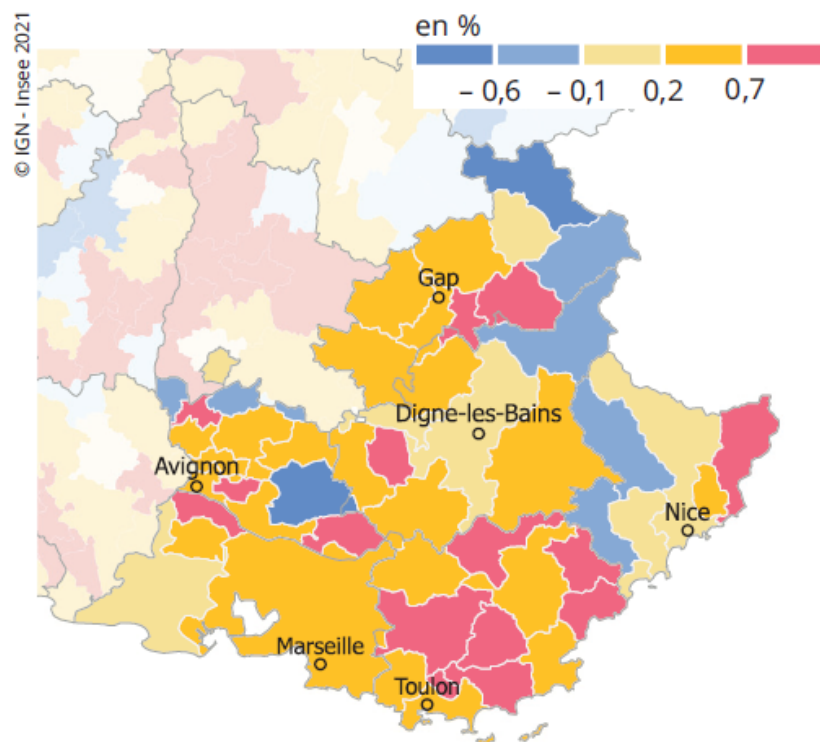 © IGN - Insee 2021
en %
– 0,6 – 0,1 0,2 0,7
Gap
Digne-les-Bains
Avignon
Nice
Marseille
Toulon